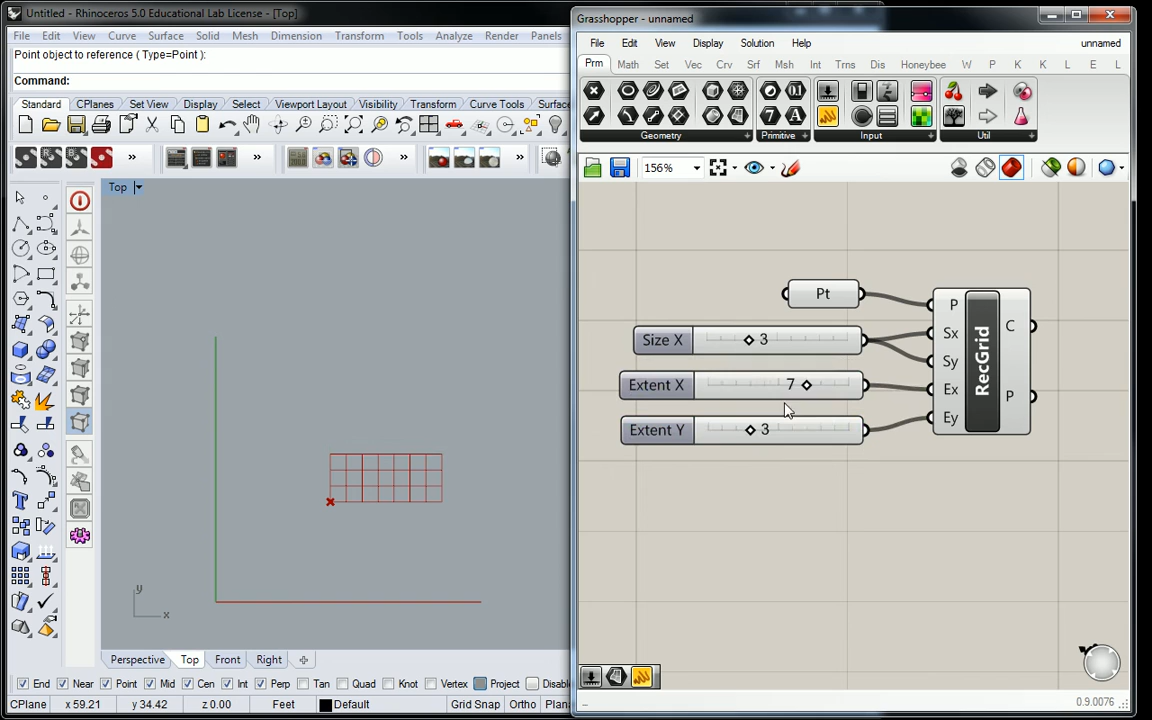 Untitled - Rhinoceros 5.0 Educational Lab License - [Top]
File Edit View Curve Surface Solid Mesh Dimension Transform Tools Analyze Render Panels
Point object to reference ( Type=Point ):
Command:
Standard CPlanes Set View Display Select Viewport Layout Visibility Transform Curve Tools Surface
Top
y
x
Perspective Top Front Right
End Near Point Mid Cen Int Perp Tan Quad Knot Vertex Project Disable
CPlane x 59.21 y 34.42 z 0.00 Feet Default Grid Snap Ortho Plana
Grasshopper - unnamed
File Edit View Display Solution Help unnamed
Prm Math Set Vec Crv Srf Msh Int Trns Dis Honeybee W P K K L E L
Geometry Primitive Input Util
156%
Pt
Size X 3
Extent X 7
Extent Y 3
P
Sx
Sy
Ex
Ey
RecGrid
C
P
0.9.0076